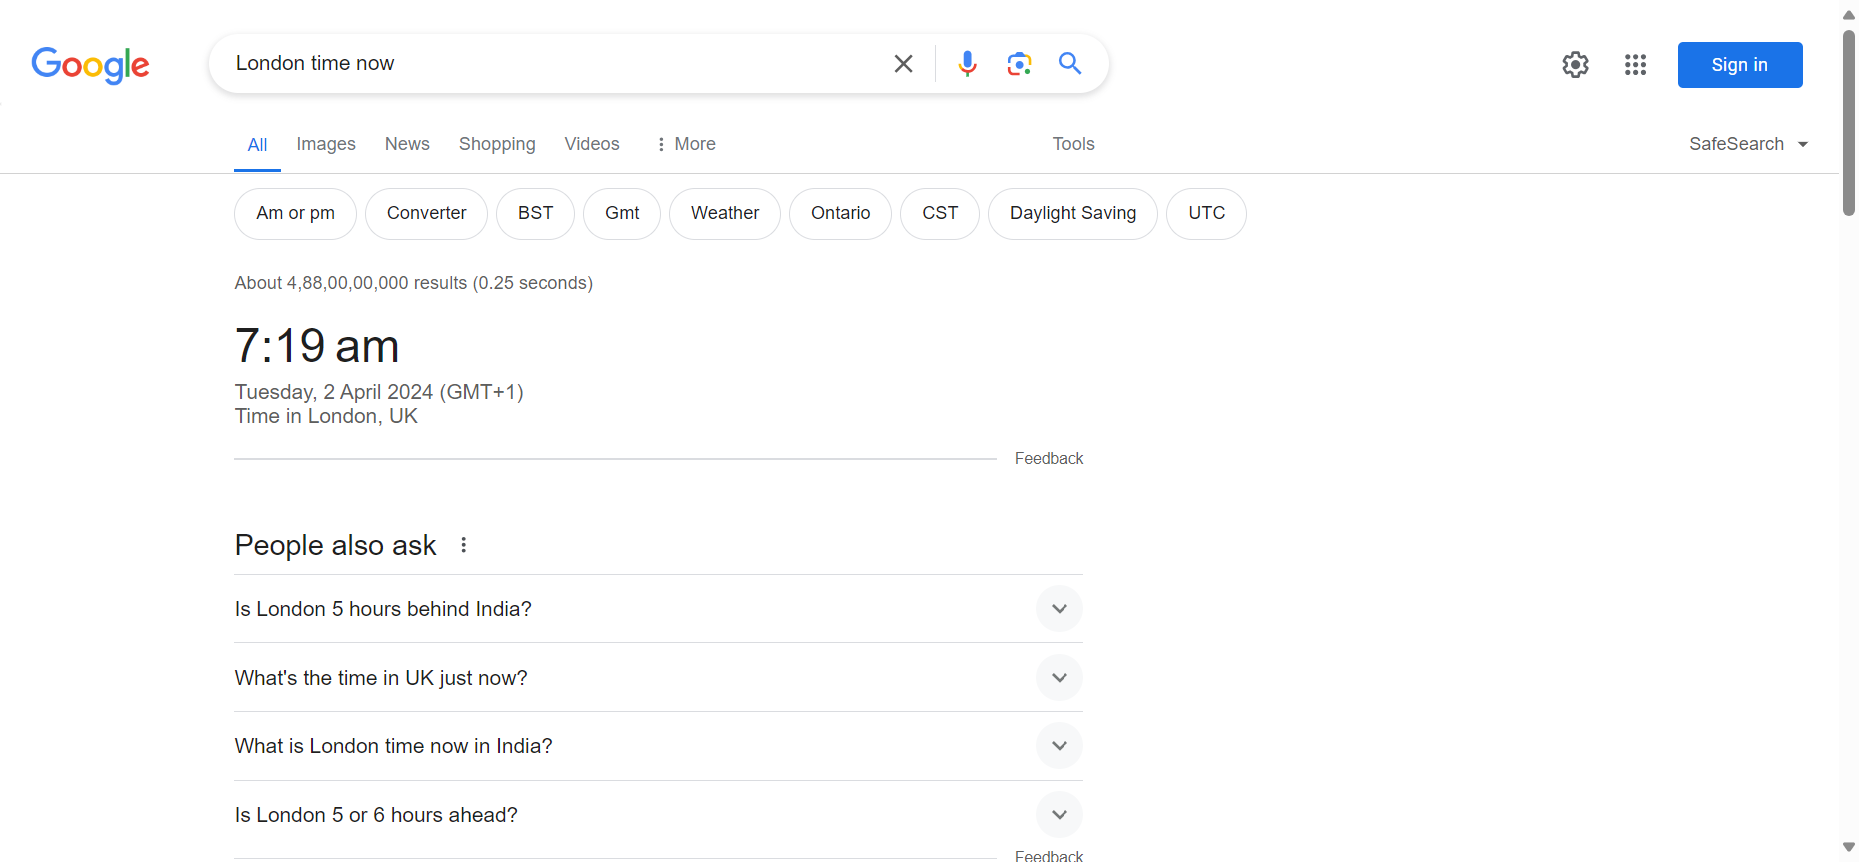 Google
London time now
Sign in
All Images News Shopping Videos More Tools SafeSearch
Am or pm Converter BST Gmt Weather Ontario CST Daylight Saving UTC
About 4,88,00,00,000 results (0.25 seconds)
7:19 am
Tuesday, 2 April 2024 (GMT+1)
Time in London, UK
Feedback
People also ask
Is London 5 hours behind India?
What's the time in UK just now?
What is London time now in India?
Is London 5 or 6 hours ahead?
Feedback